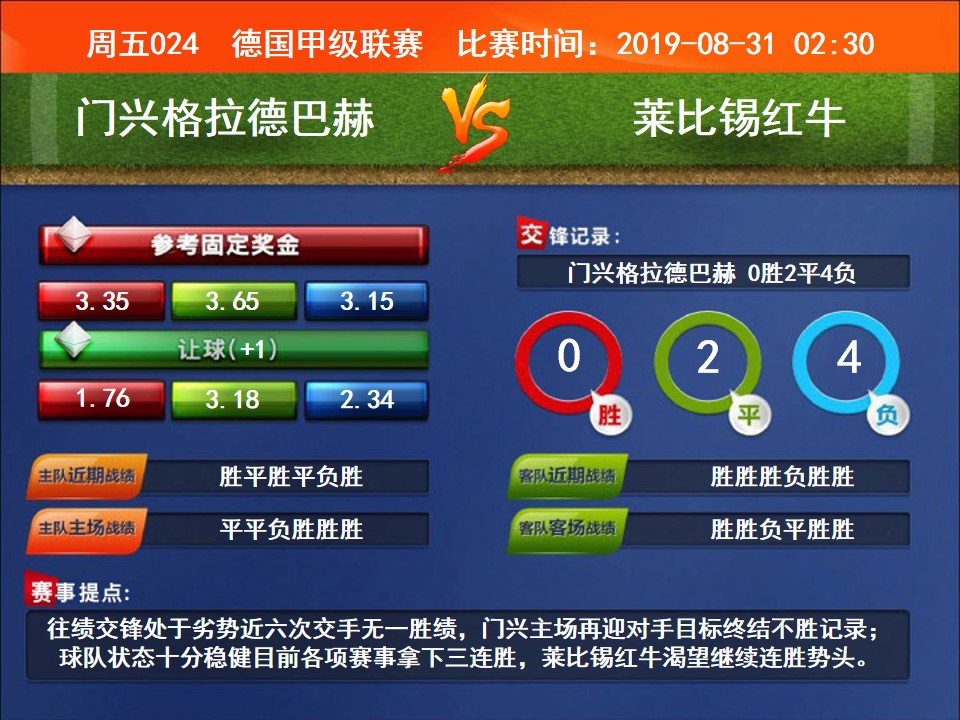 周五024 德国甲级联赛 比赛时间：2019-08-31 02:30
门兴格拉德巴赫 VS 莱比锡红牛
参考固定奖金
3.35 3.65 3.15
让球(+1)
1.76 3.18 2.34
交锋记录：
门兴格拉德巴赫 0胜2平4负
0 2 4
胜 平 负
主队近期战绩 胜平胜平负胜
主队主场战绩 平平负胜胜胜
客队近期战绩 胜胜胜负胜胜
客队客场战绩 胜胜负平胜胜
赛事提点:
往绩交锋处于劣势近六次交手无一胜绩，门兴主场再迎对手目标终结不胜记录；
球队状态十分稳健目前各项赛事拿下三连胜，莱比锡红牛渴望继续连胜势头。